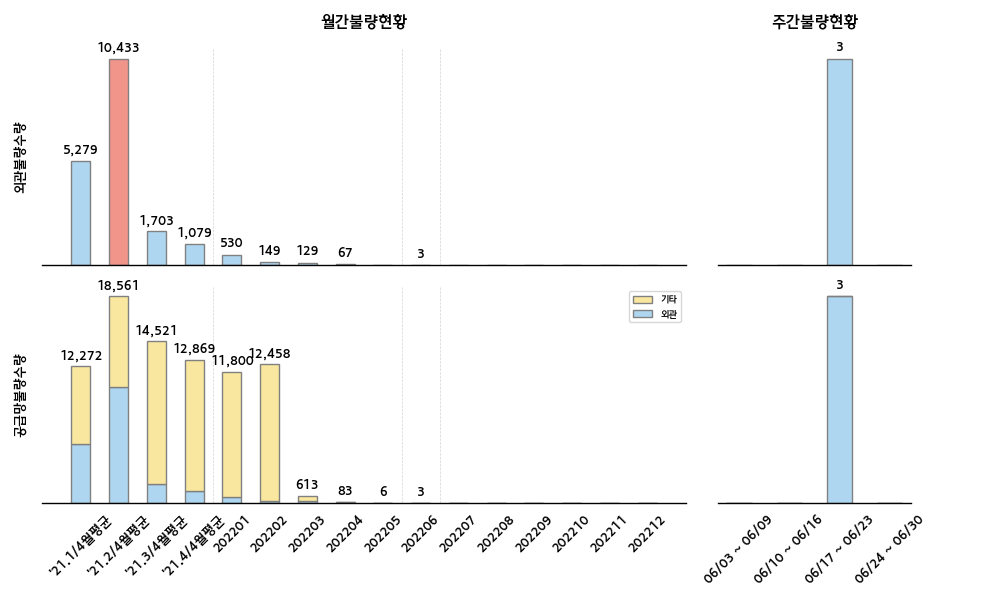 월간불량현황
주간불량현황
외관불량수량
10,433
5,279
1,703
1,079
530
149
129
67
3
3
공급망불량수량
18,561
12,272
14,521
12,869
11,800
12,458
613
83
6
3
기타
외관
3
'21.1/4월평균
'21.2/4월평균
'21.3/4월평균
'21.4/4월평균
202201
202202
202203
202204
202205
202206
202207
202208
202209
202210
202211
202212
06/03 ~ 06/09
06/10 ~ 06/16
06/17 ~ 06/23
06/24 ~ 06/30